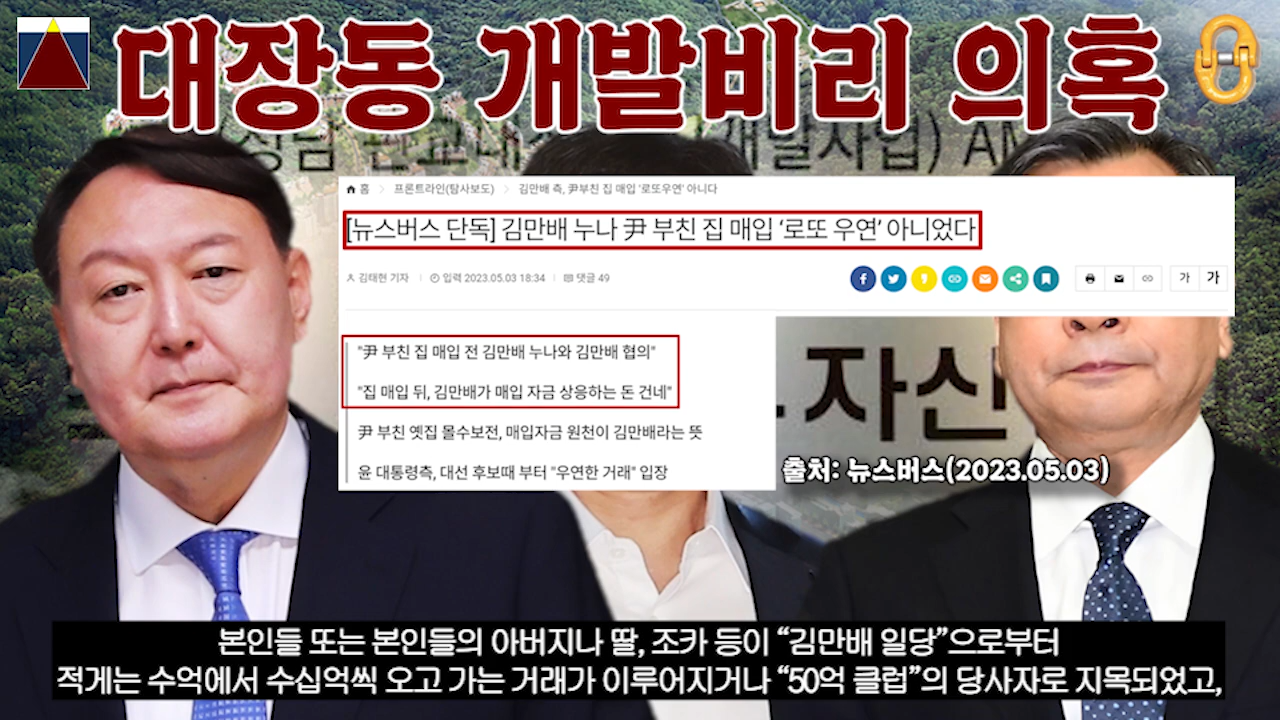 대장동 개발비리 의혹
개발사업)
홈 > 프론트라인(탐사보도) > 김만배 측, 尹부친 집 매입 '로또우연' 아니다
[뉴스버스 단독] 김만배 누나 尹 부친 집 매입 ‘로또 우연’ 아니었다
김태현 기자 | 입력 2023.05.03 18:34 | 댓글 49
가 가
"尹 부친 집 매입 전 김만배 누나와 김만배 협의"
"집 매입 뒤, 김만배가 매입 자금 상응하는 돈 건네"
尹 부친 옛집 몰수보전, 매입자금 원천이 김만배라는 뜻
윤 대통령측, 대선 후보때 부터 "우연한 거래" 입장
자신
출처: 뉴스버스(2023.05.03)
본인들 또는 본인들의 아버지나 딸, 조카 등이 “김만배 일당”으로부터
적게는 수억에서 수십억씩 오고 가는 거래가 이루어지거나 “50억 클럽”의 당사자로 지목되었고,